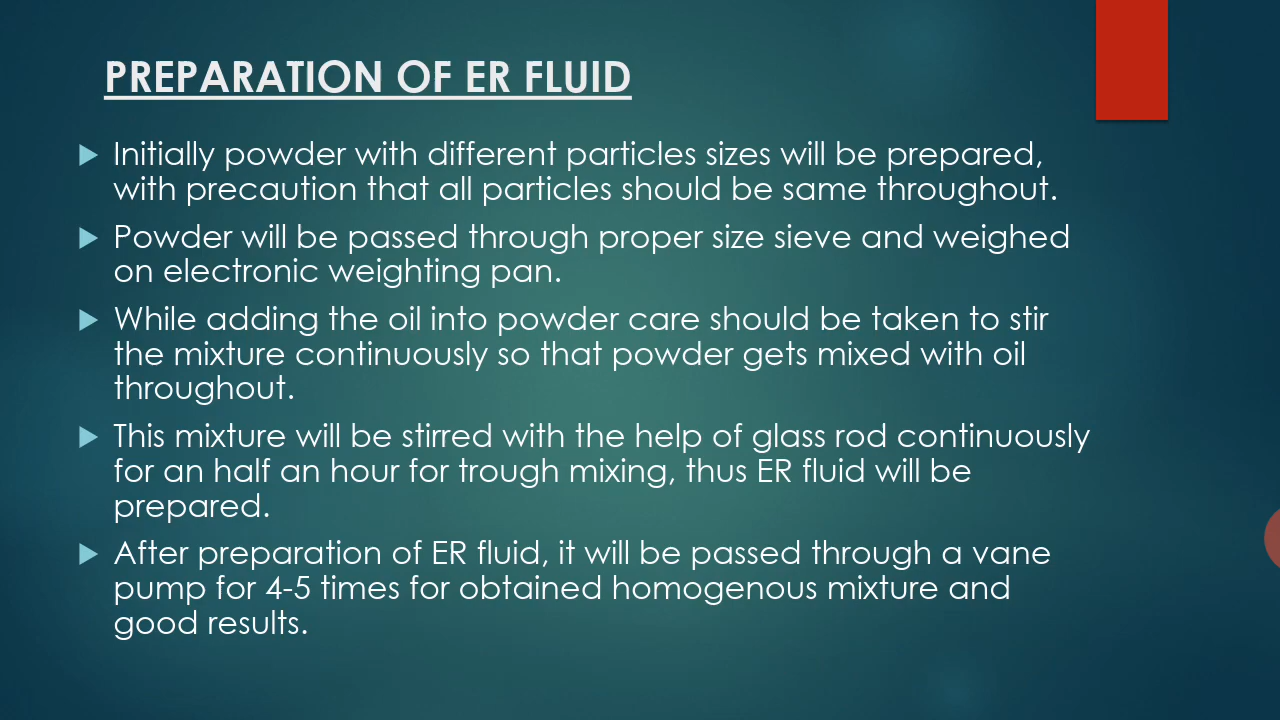 PREPARATION OF ER FLUID
Initially powder with different particles sizes will be prepared,
with precaution that all particles should be same throughout.
Powder will be passed through proper size sieve and weighed
on electronic weighting pan.
While adding the oil into powder care should be taken to stir
the mixture continuously so that powder gets mixed with oil
throughout.
This mixture will be stirred with the help of glass rod continuously
for an half an hour for trough mixing, thus ER fluid will be
prepared.
After preparation of ER fluid, it will be passed through a vane
pump for 4-5 times for obtained homogenous mixture and
good results.